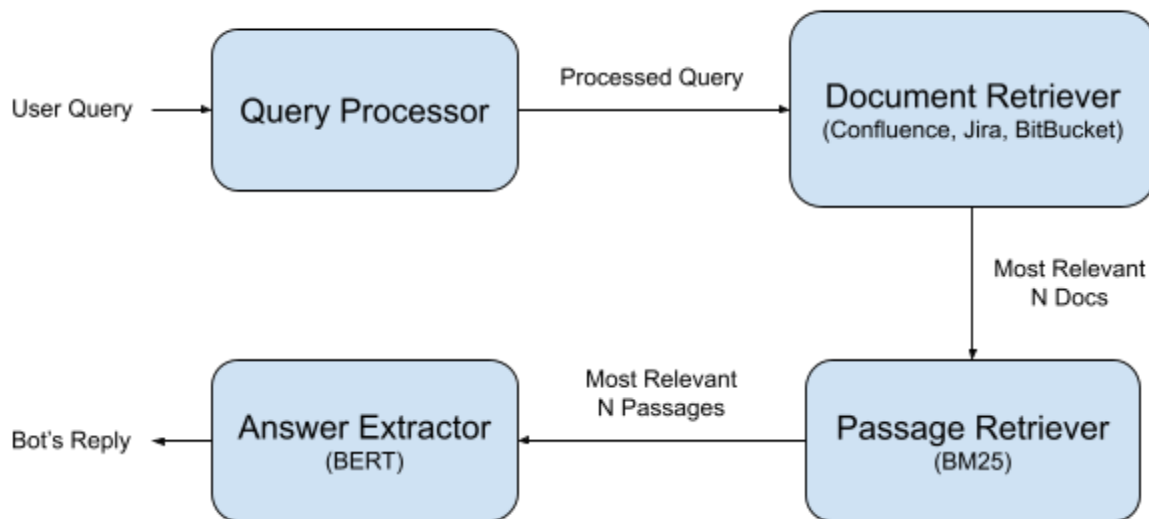 User Query
Query Processor
Processed Query
Document Retriever
(Confluence, Jira, BitBucket)
Most Relevant
N Docs
Passage Retriever
(BM25)
Most Relevant
N Passages
Answer Extractor
(BERT)
Bot's Reply